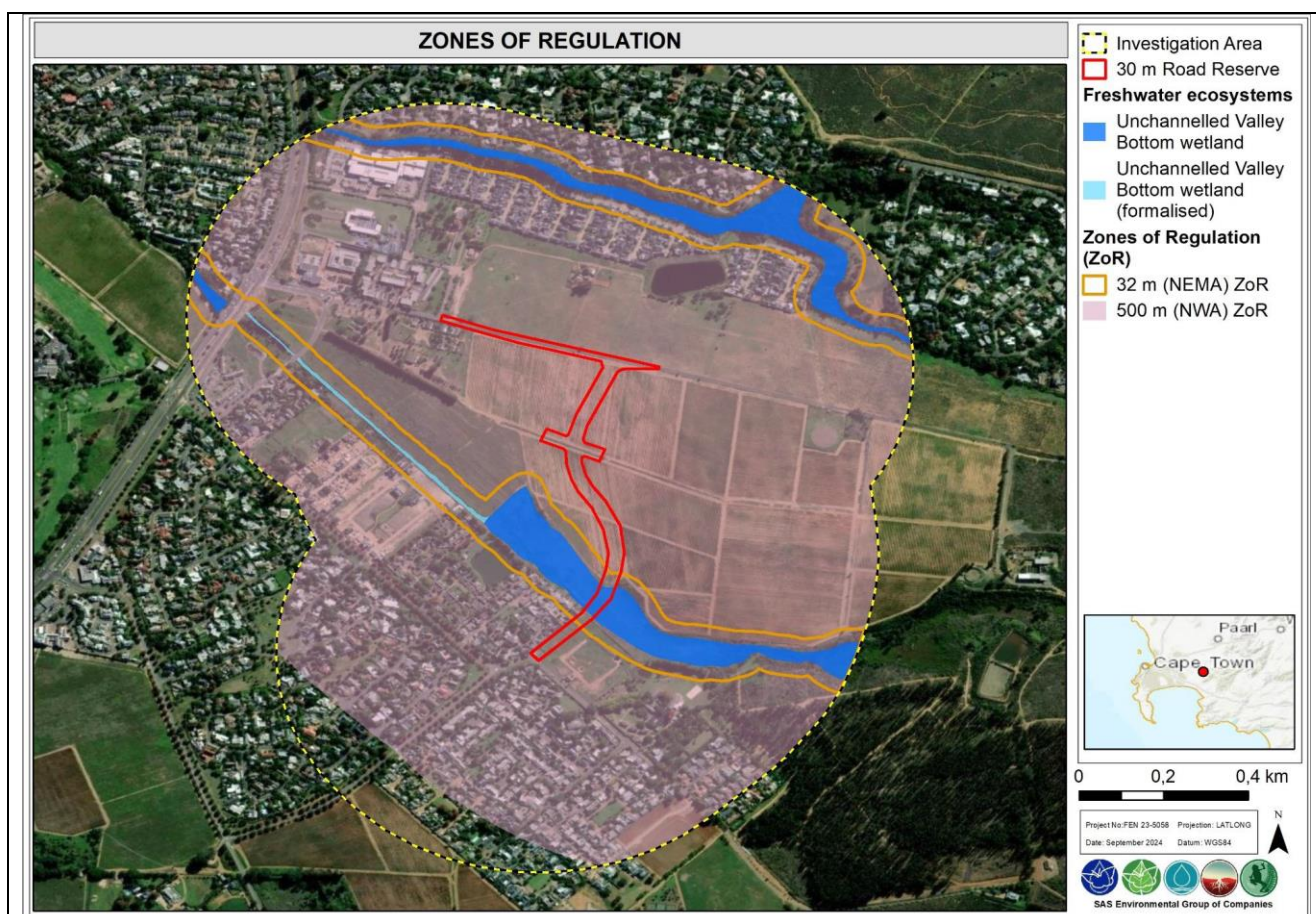 ZONES OF REGULATION
Investigation Area
30 m Road Reserve
Freshwater ecosystems
Unchannelled Valley
Bottom wetland
Unchannelled Valley
Bottom wetland
(formalised)
Zones of Regulation
(ZoR)
32 m (NEMA) ZoR
500 m (NWA) ZoR
Paarl
Cape Town
0 0,2 0,4 km
Project No:FEN 23-5058 Projection: LATLONG
Date: September 2024 Datum: WGS84
N
SAS Environmental Group of Companies